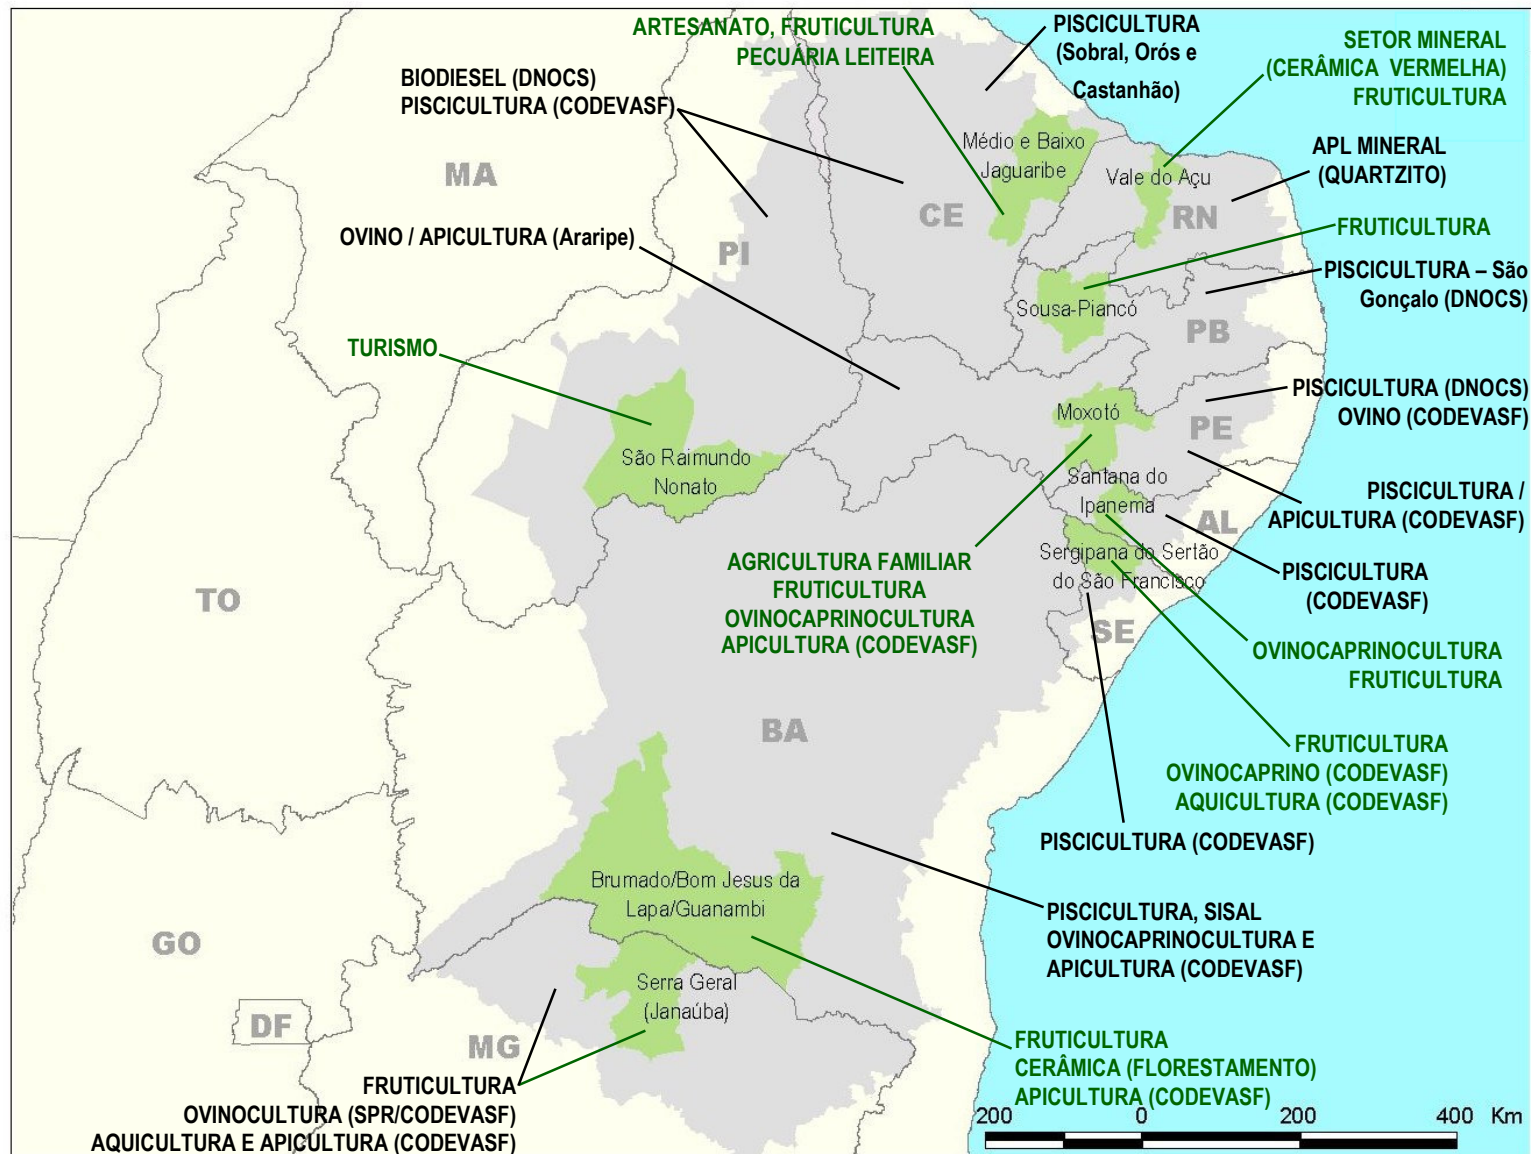 ARTESANATO, FRUTICULTURA
PECUÁRIA LEITEIRA
PISCICULTURA
(Sobral, Orós e
Castanhão)
SETOR MINERAL
(CERÂMICA VERMELHA)
FRUTICULTURA
BIODIESEL (DNOCS)
PISCICULTURA (CODEVASF)
MA
Médio e Baixo
Jaguaribe
Vale do Açu
APL MINERAL
(QUARTZITO)
CE
RN
PI
OVINO / APICULTURA (Araripe)
FRUTICULTURA
PISCICULTURA – São
Gonçalo (DNOCS)
Sousa-Piancó
PB
TURISMO
PISCICULTURA (DNOCS)
OVINO (CODEVASF)
Moxotó
PE
São Raimundo
Nonato
Santana do
Ipanema
PISCICULTURA /
APICULTURA (CODEVASF)
AL
Sergipana do Sertão
do São Francisco
AGRICULTURA FAMILIAR
FRUTICULTURA
OVINOCAPRINOCULTURA
APICULTURA (CODEVASF)
PISCICULTURA
(CODEVASF)
TO
SE
OVINOCAPRINOCULTURA
FRUTICULTURA
BA
FRUTICULTURA
OVINOCAPRINO (CODEVASF)
AQUICULTURA (CODEVASF)
PISCICULTURA (CODEVASF)
Brumado/Bom Jesus da
Lapa/Guanambi
PISCICULTURA, SISAL
OVINOCAPRINOCULTURA E
APICULTURA (CODEVASF)
GO
Serra Geral
(Janaúba)
DF
MG
FRUTICULTURA
CERÂMICA (FLORESTAMENTO)
APICULTURA (CODEVASF)
FRUTICULTURA
OVINOCULTURA (SPR/CODEVASF)
AQUICULTURA E APICULTURA (CODEVASF)
200 0 200 400 Km